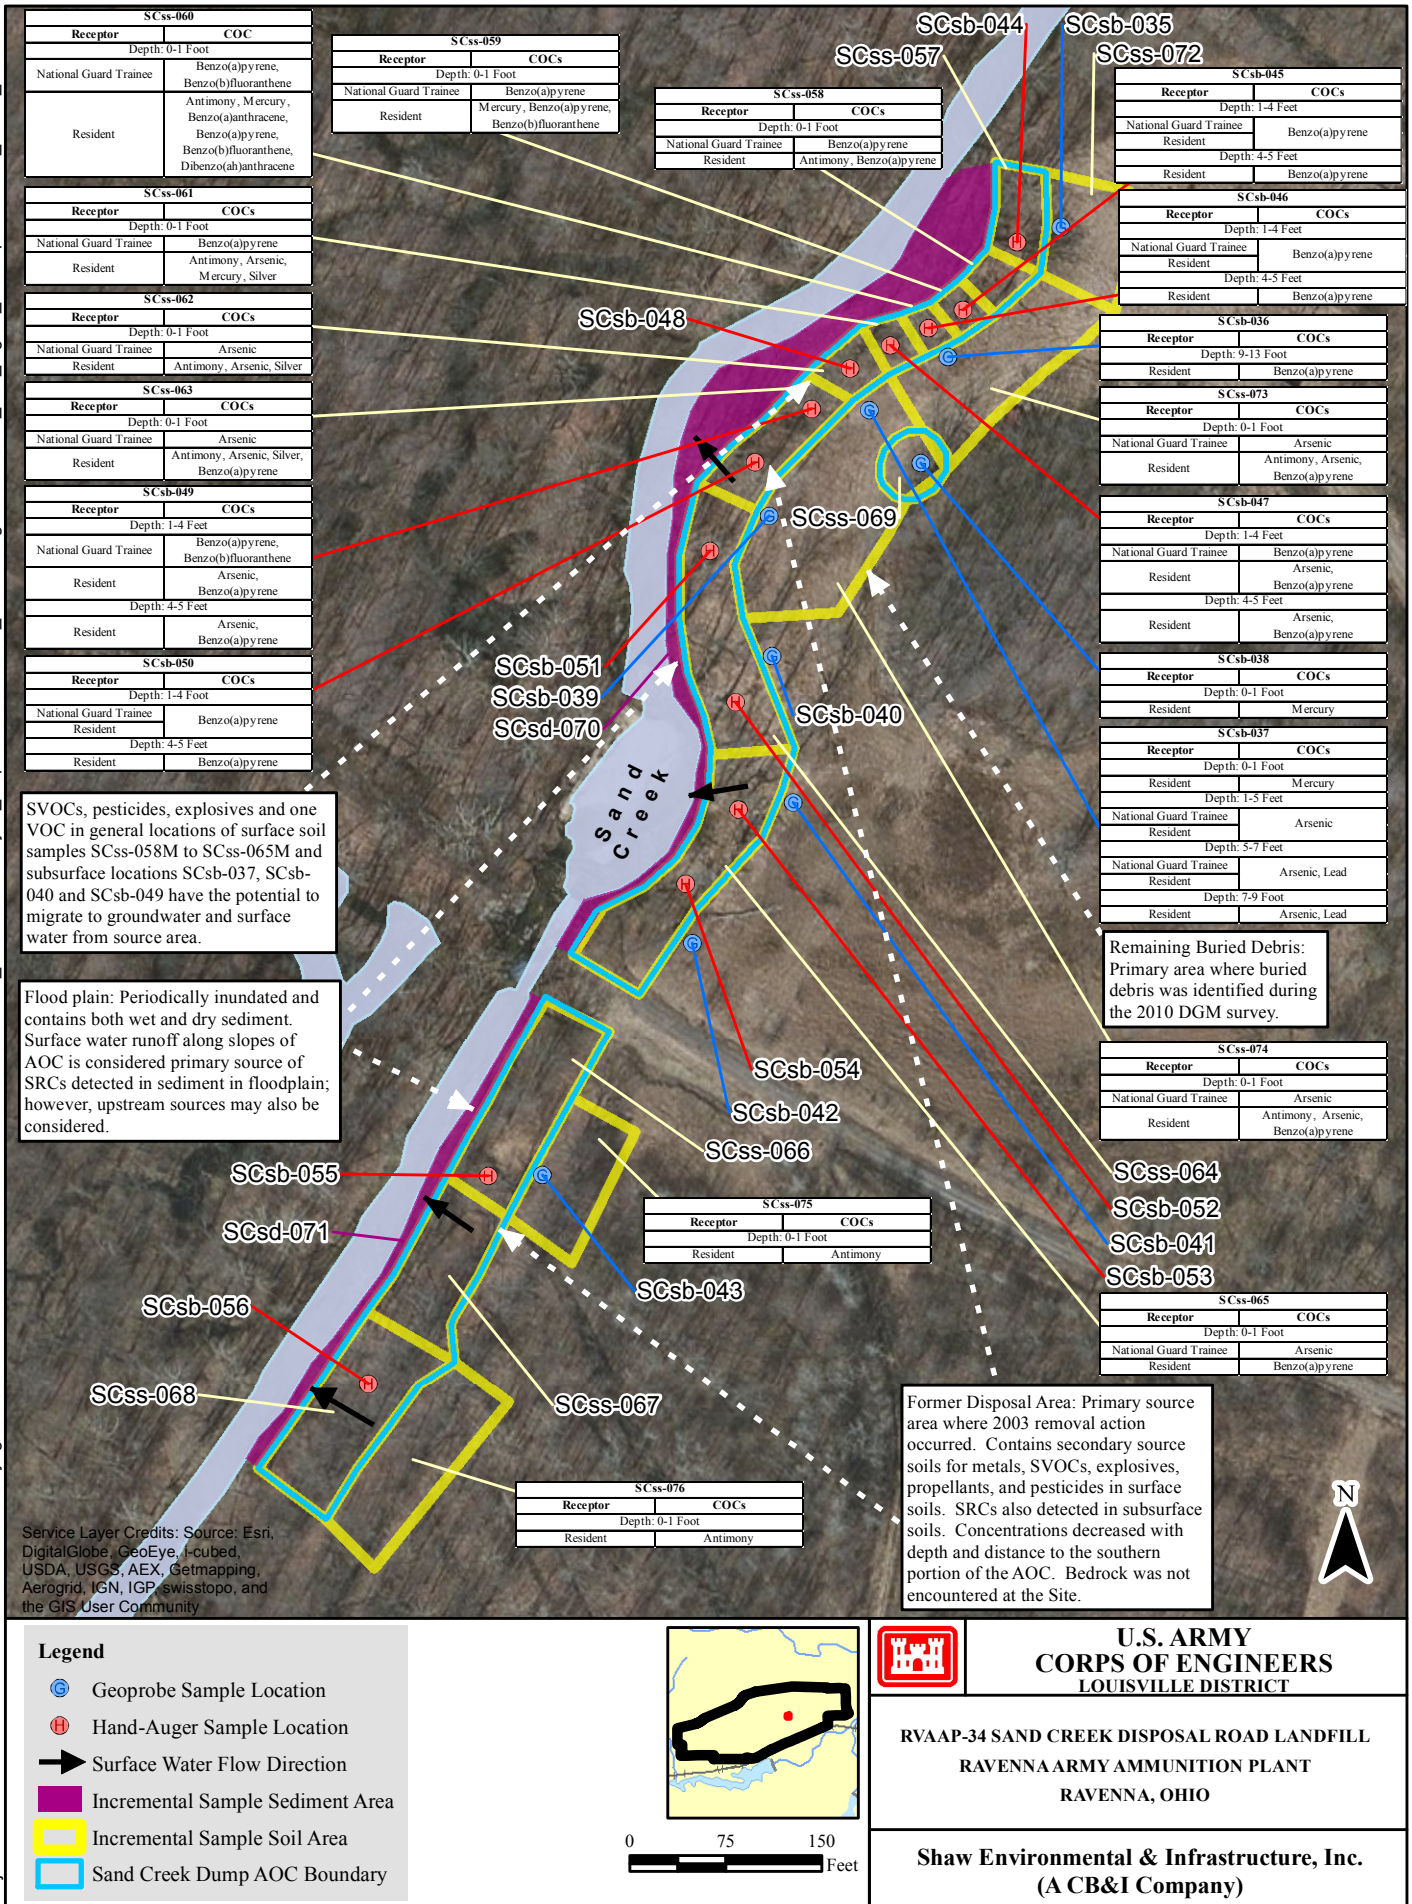 SCss-060
Receptor COC
Depth: 0-1 Foot
National Guard Trainee Benzo(a)pyrene,
Benzo(b)fluoranthene
Resident Antimony, Mercury,
Benzo(a)anthracene,
Benzo(a)pyrene,
Benzo(b)fluoranthene,
Dibenzo(ah)anthracene
SCss-061
Receptor COCs
Depth: 0-1 Foot
National Guard Trainee Benzo(a)pyrene
Resident Antimony, Arsenic,
Mercury, Silver
SCss-062
Receptor COCs
Depth: 0-1 Foot
National Guard Trainee Arsenic
Resident Antimony, Arsenic, Silver
SCss-063
Receptor COCs
Depth: 0-1 Foot
National Guard Trainee Arsenic
Resident Antimony, Arsenic, Silver,
Benzo(a)pyrene
SCsb-049
Receptor COCs
Depth: 1-4 Feet
National Guard Trainee Benzo(a)pyrene,
Benzo(b)fluoranthene
Resident Arsenic,
Benzo(a)pyrene
Depth: 4-5 Feet
Resident Arsenic,
Benzo(a)pyrene
SCsb-050
Receptor COCs
Depth: 1-4 Foot
National Guard Trainee Benzo(a)pyrene
Resident
Depth: 4-5 Feet
Resident Benzo(a)pyrene
SCss-059
Receptor COCs
Depth: 0-1 Foot
National Guard Trainee Benzo(a)pyrene
Resident Mercury, Benzo(a)pyrene,
Benzo(b)fluoranthene
SCss-058
Receptor COCs
Depth: 0-1 Foot
National Guard Trainee Benzo(a)pyrene
Resident Antimony, Benzo(a)pyrene
SCsb-044
SCsb-035
SCss-057
SCss-072
SCsb-045
Receptor COCs
Depth: 1-4 Feet
National Guard Trainee Benzo(a)pyrene
Resident
Depth: 4-5 Feet
Resident Benzo(a)pyrene
SCsb-046
Receptor COCs
Depth: 1-4 Feet
National Guard Trainee Benzo(a)pyrene
Resident
Depth: 4-5 Feet
Resident Benzo(a)pyrene
SCsb-036
Receptor COCs
Depth: 9-13 Foot
Resident Benzo(a)pyrene
SCss-073
Receptor COCs
Depth: 0-1 Foot
National Guard Trainee Arsenic
Resident Antimony, Arsenic,
Benzo(a)pyrene
SCsb-047
Receptor COCs
Depth: 1-4 Feet
National Guard Trainee Benzo(a)pyrene
Resident Arsenic,
Benzo(a)pyrene
Depth: 4-5 Feet
Resident Arsenic,
Benzo(a)pyrene
SCsb-038
Receptor COCs
Depth: 0-1 Foot
Resident Mercury
SCsb-037
Receptor COCs
Depth: 0-1 Foot
Resident Mercury
Depth: 1-5 Feet
National Guard Trainee Arsenic
Resident
Depth: 5-7 Feet
National Guard Trainee Arsenic, Lead
Resident
Depth: 7-9 Foot
Resident Arsenic, Lead
SCsb-048
SCss-069
SCsb-051
SCsb-039
SCsd-070
SCsb-040
Sand
Creek
SVOCs, pesticides, explosives and one
VOC in general locations of surface soil
samples SCss-058M to SCss-065M and
subsurface locations SCsb-037, SCsb-
040 and SCsb-049 have the potential to
migrate to groundwater and surface
water from source area.
Flood plain: Periodically inundated and
contains both wet and dry sediment.
Surface water runoff along slopes of
AOC is considered primary source of
SRCs detected in sediment in floodplain;
however, upstream sources may also be
considered.
Remaining Buried Debris:
Primary area where buried
debris was identified during
the 2010 DGM survey.
SCss-074
Receptor COCs
Depth: 0-1 Foot
National Guard Trainee Arsenic
Resident Antimony, Arsenic,
Benzo(a)pyrene
SCsb-054
SCsb-042
SCss-066
SCss-064
SCsb-052
SCsb-041
SCsb-053
SCsb-055
SCsd-071
SCss-075
Receptor COCs
Depth: 0-1 Foot
Resident Antimony
SCsb-043
SCsb-056
SCss-068
SCss-067
SCss-065
Receptor COCs
Depth: 0-1 Foot
National Guard Trainee Arsenic
Resident Benzo(a)pyrene
Former Disposal Area: Primary source
area where 2003 removal action
occurred. Contains secondary source
soils for metals, SVOCs, explosives,
propellants, and pesticides in surface
soils. SRCs also detected in subsurface
soils. Concentrations decreased with
depth and distance to the southern
portion of the AOC. Bedrock was not
encountered at the Site.
SCss-076
Receptor COCs
Depth: 0-1 Foot
Resident Antimony
N
Service Layer Credits: Source: Esri,
DigitalGlobe, GeoEye, i-cubed,
USDA, USGS, AEX, Getmapping,
Aerogrid, IGN, IGP, swisstopo, and
the GIS User Community
Legend
G Geoprobe Sample Location
H Hand-Auger Sample Location
Surface Water Flow Direction
Incremental Sample Sediment Area
Incremental Sample Soil Area
Sand Creek Dump AOC Boundary
0 75 150
Feet
U.S. ARMY
CORPS OF ENGINEERS
LOUISVILLE DISTRICT
RVAAP-34 SAND CREEK DISPOSAL ROAD LANDFILL
RAVENNA ARMY AMMUNITION PLANT
RAVENNA, OHIO
Shaw Environmental & Infrastructure, Inc.
(A CB&I Company)